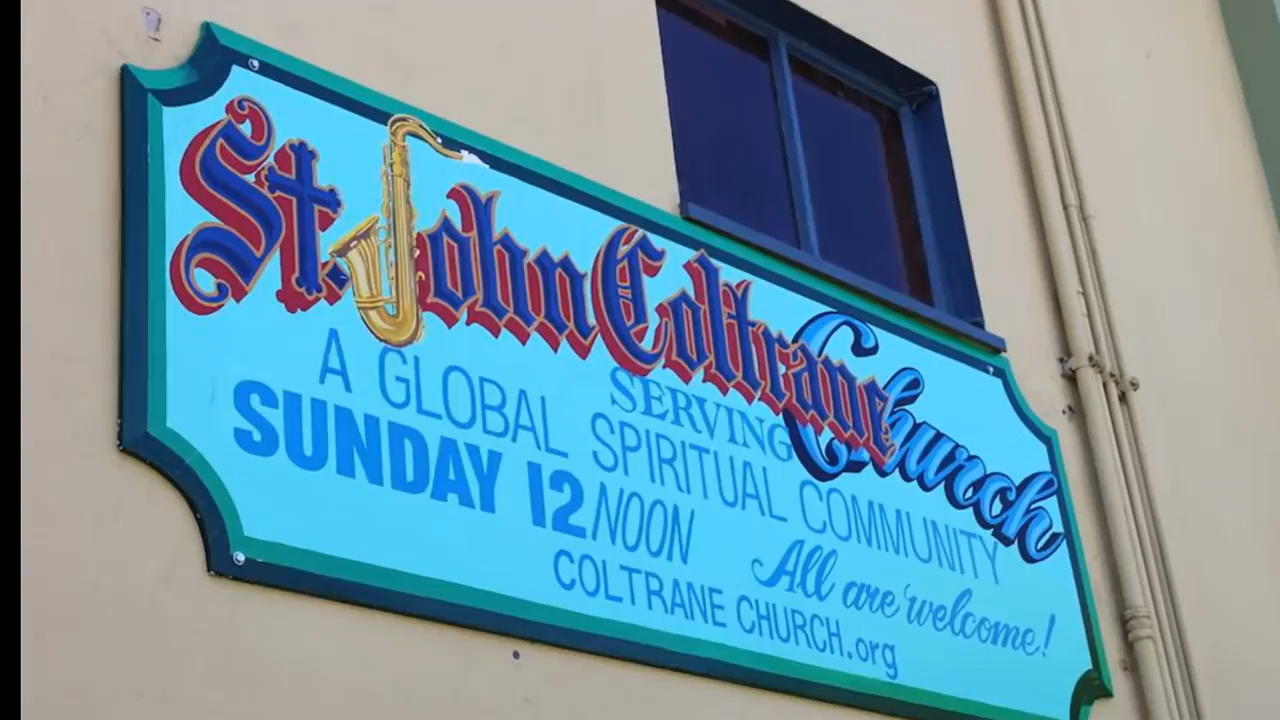 St. John Coltrane Church
SERVING
A GLOBAL SPIRITUAL COMMUNITY
SUNDAY 12 NOON
All are welcome!
COLTRANE CHURCH.org